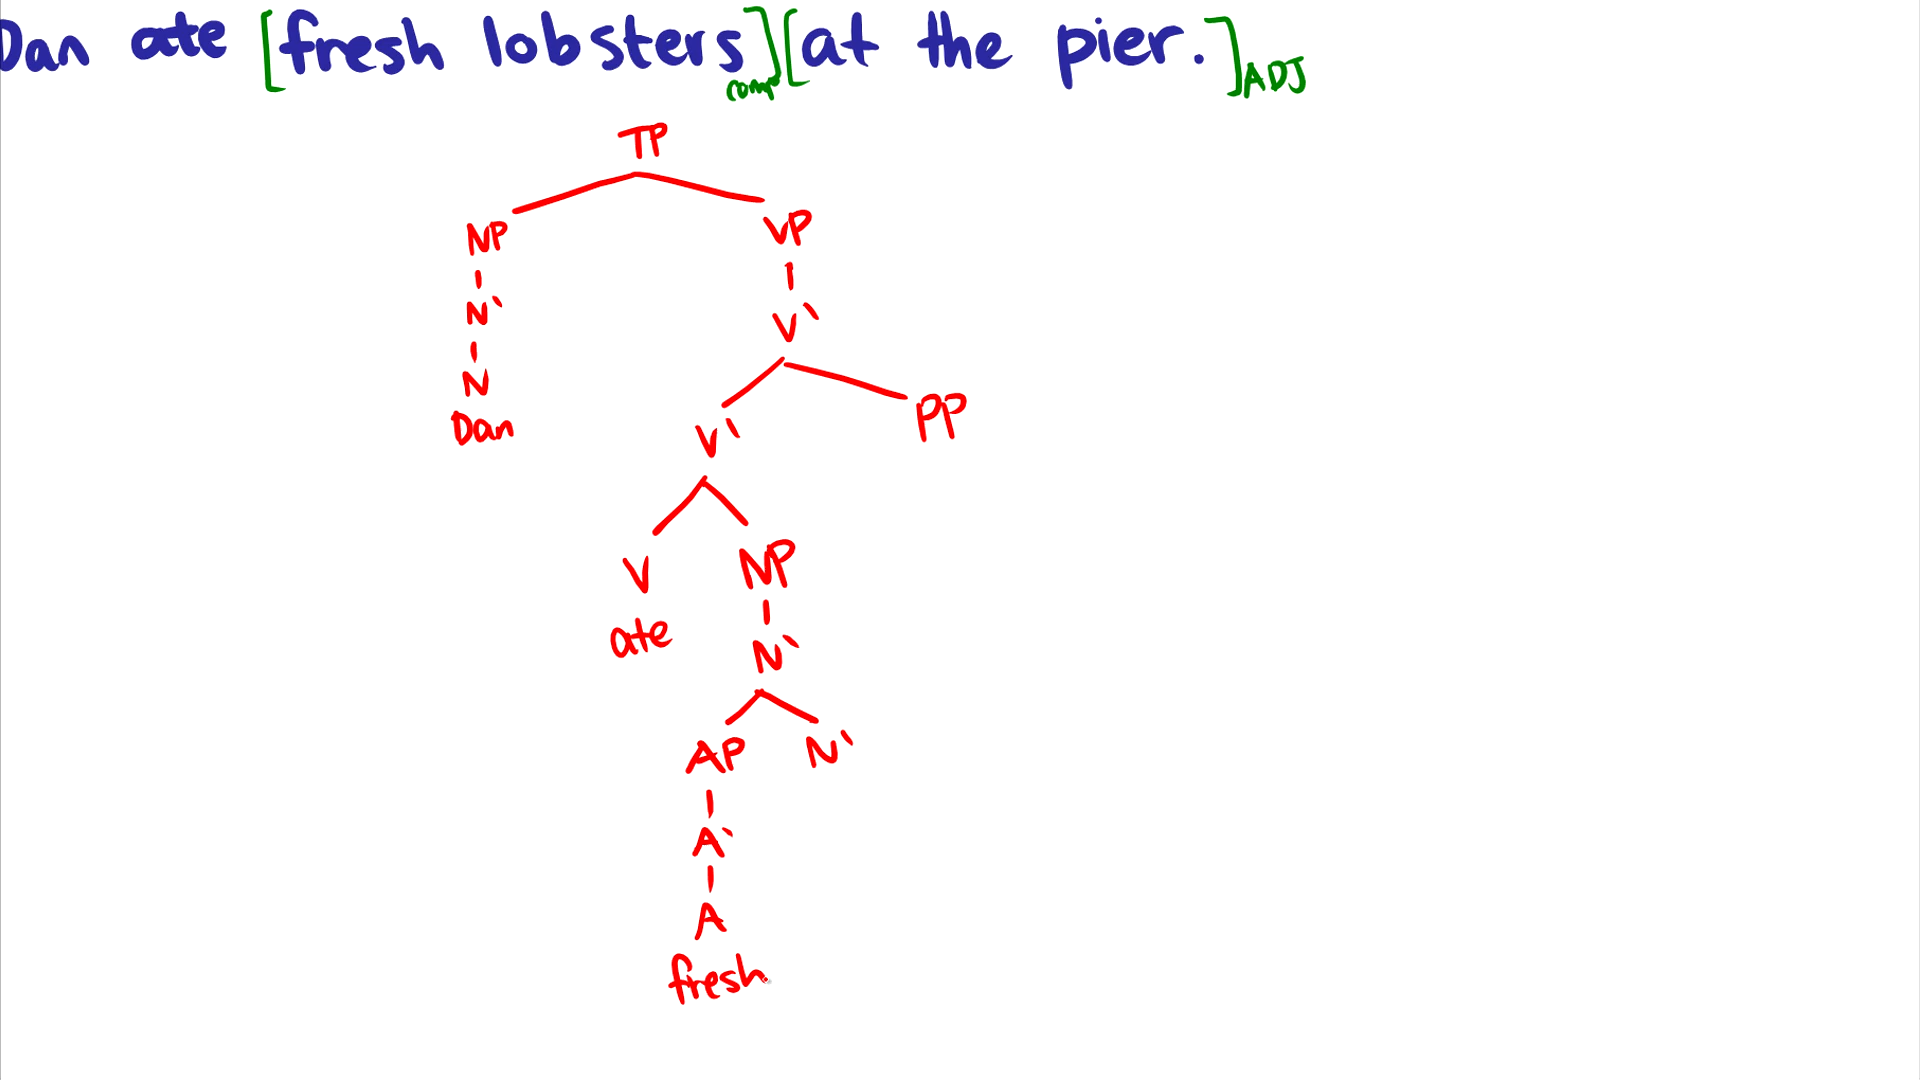 Dan ate [fresh lobsters] [at the pier.]
comp ADJ
TP
NP VP
N' V'
N V' PP
Dan
V NP
ate N'
AP N'
A'
A
fresh